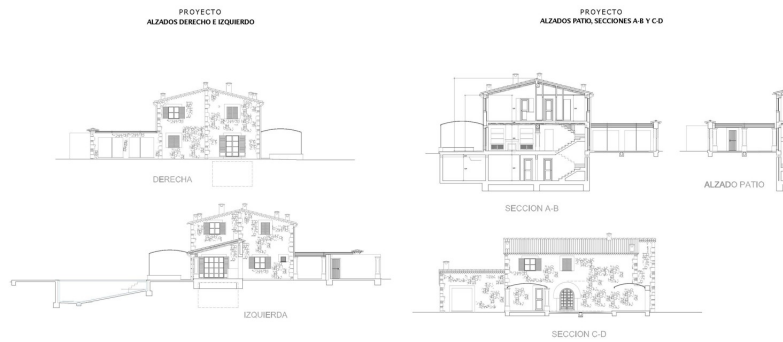 PROYECTO
ALZADOS DERECHO E IZQUIERDO
DERECHA
IZQUIERDA
PROYECTO
ALZADOS PATIO, SECCIONES A-B Y C-D
SECCION A-B
ALZADO PATIO
SECCION C-D